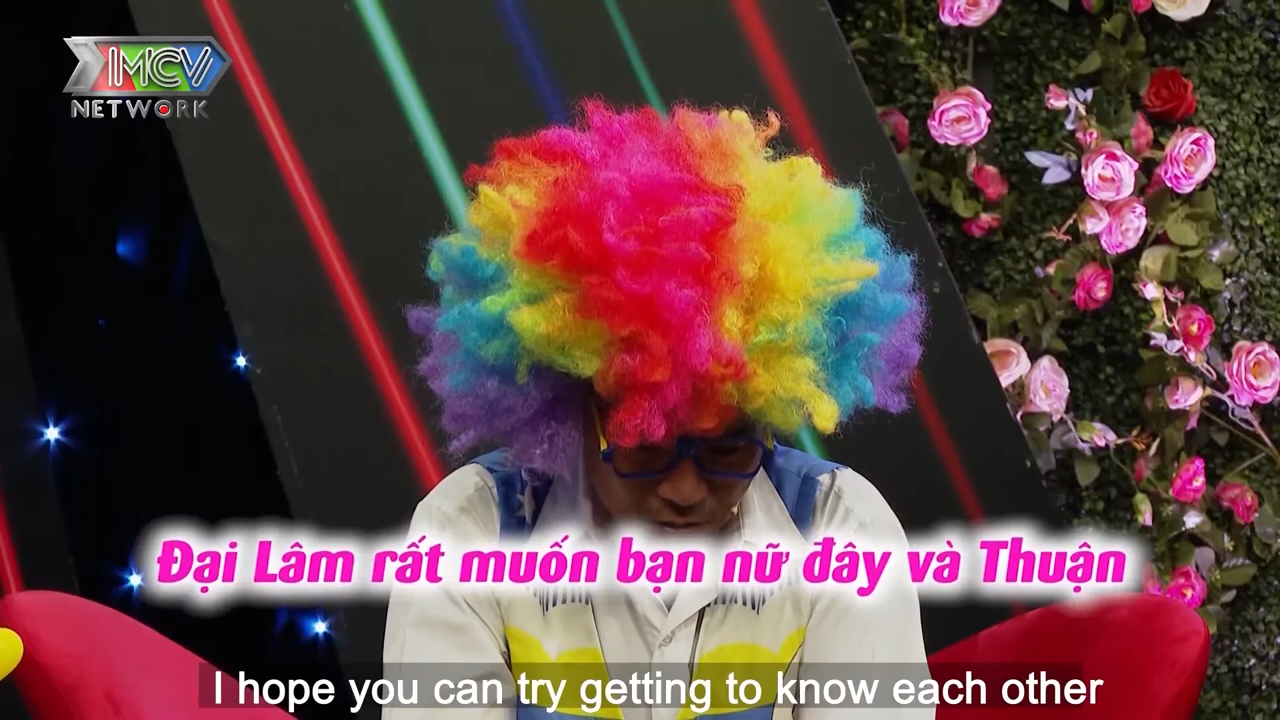 MCV
NETWORK
Đại Lâm rất muốn bạn nữ đây và Thuận
I hope you can try getting to know each other